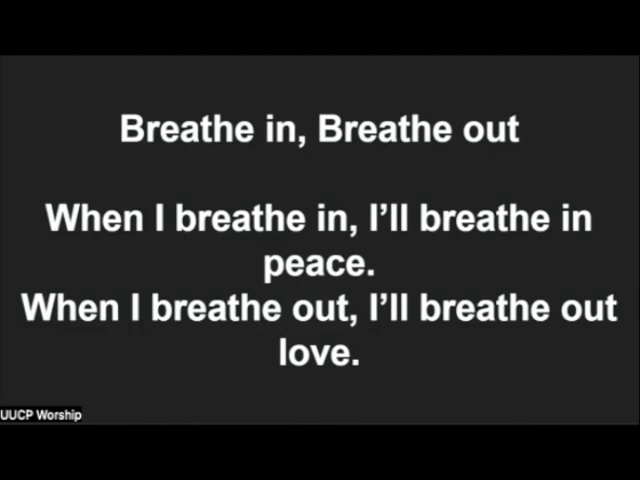 Breathe in, Breathe out
When I breathe in, I’ll breathe in
peace.
When I breathe out, I’ll breathe out
love.
UUCP Worship